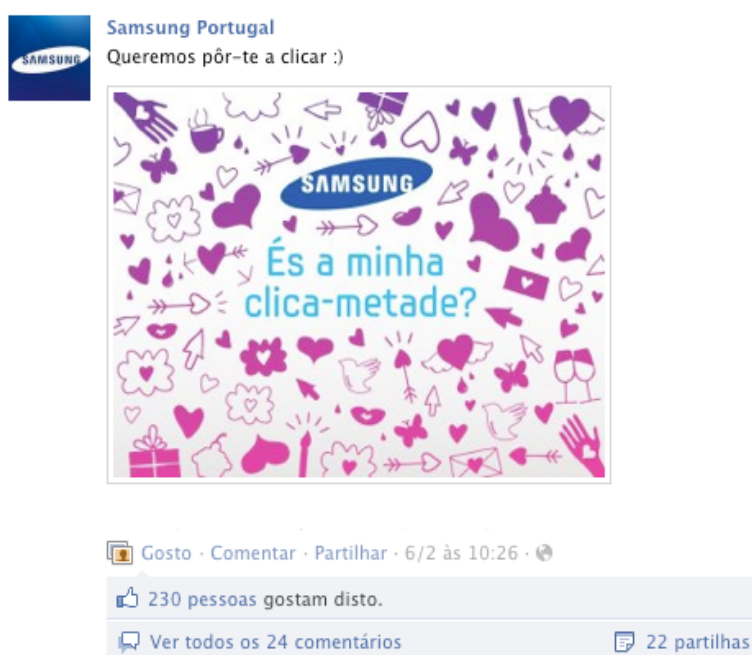 SAMSUNG
Samsung Portugal
Queremos pôr-te a clicar :)
SAMSUNG
És a minha
clica-metade?
Gosto · Comentar · Partilhar · 6/2 às 10:26 ·
230 pessoas gostam disto.
Ver todos os 24 comentários
22 partilhas